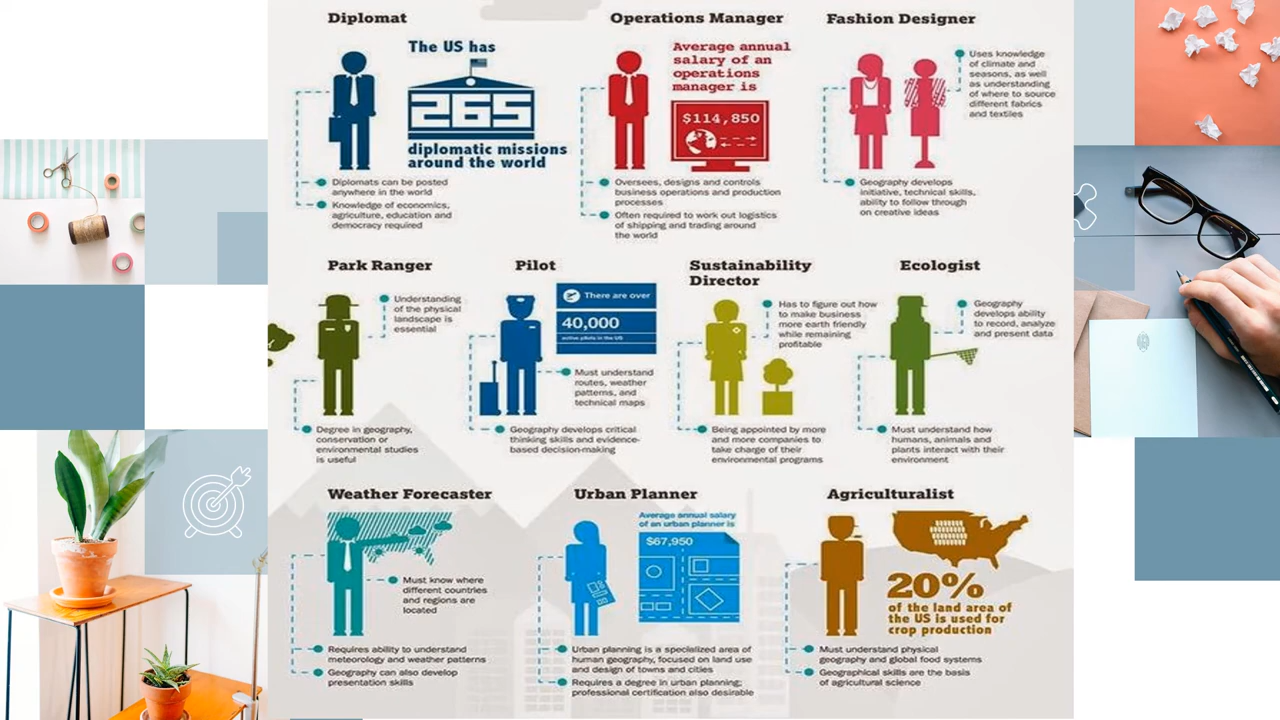 Diplomat
The US has
265
diplomatic missions
around the world
Diplomats can be posted
anywhere in the world
Knowledge of economics,
agriculture, education and
democracy required
Operations Manager
Average annual
salary of an
operations
manager is
$114,850
Oversees, designs and controls
business operations and production
processes
Often required to work out logistics
of shipping and trading around
the world
Fashion Designer
Uses knowledge
of climate and
seasons, as well
as understanding
of where to source
different fabrics
and textiles
Geography develops
initiative, technical skills,
ability to follow through
on creative ideas
Park Ranger
Understanding
of the physical
landscape is
essential
Degree in geography,
conservation or
environmental studies
is useful
Pilot
There are over
40,000
active pilots in the US
Must understand
routes, weather
patterns, and
technical maps
Geography develops critical
thinking skills and evidence-
based decision-making
Sustainability
Director
Has to figure out how
to make business
more earth friendly
while remaining
profitable
Being appointed by more
and more companies to
take charge of their
environmental programs
Ecologist
Geography
develops ability
to record, analyze
and present data
Must understand how
humans, animals and
plants interact with their
environment
Weather Forecaster
Must know where
different countries
and regions are
located
Requires ability to understand
meteorology and weather patterns
Geography can also develop
presentation skills
Urban Planner
Average annual salary
of an urban planner is
$67,950
Urban planning is a specialized area of
human geography, focused on land use
and design of towns and cities
Requires a degree in urban planning;
professional certification also desirable
Agriculturalist
20%
of the land area of
the US is used for
crop production
Must understand physical
geography and global food systems
Geographical skills are the basis
of agricultural science